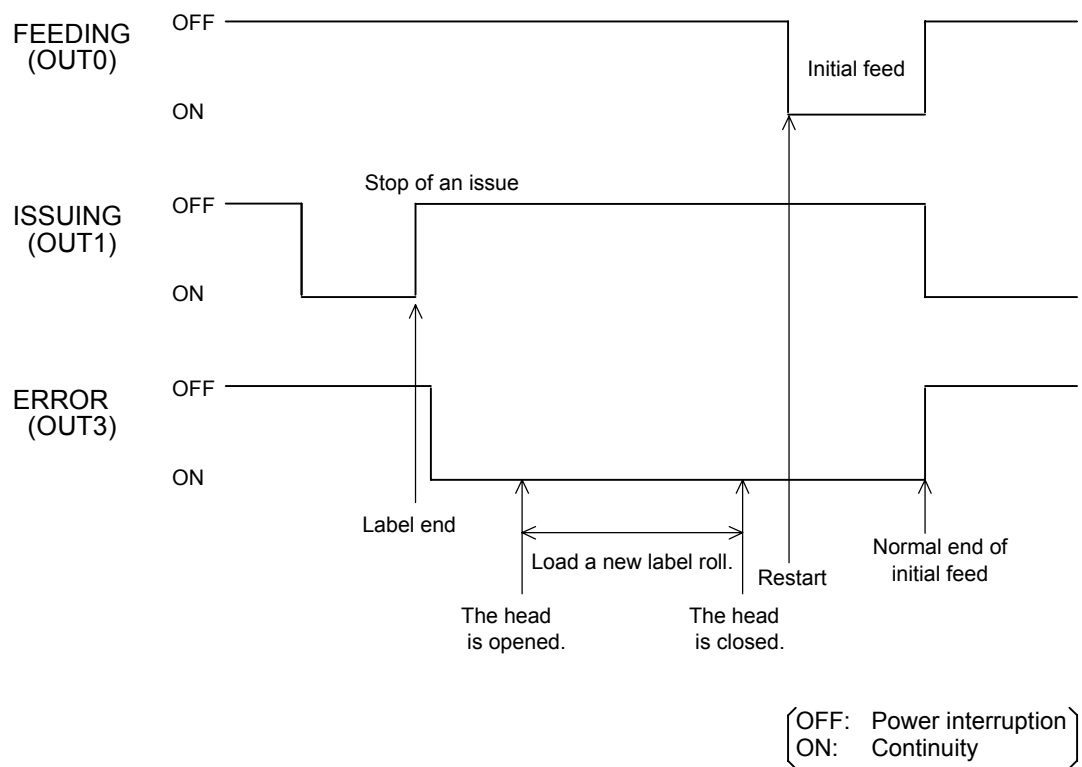 FEEDING
(OUT0)
OFF
ON
Initial feed
Stop of an issue
ISSUING
(OUT1)
OFF
ON
ERROR
(OUT3)
OFF
ON
Label end
Load a new label roll.
Restart
Normal end of
initial feed
The head
is opened.
The head
is closed.
OFF: Power interruption
ON: Continuity